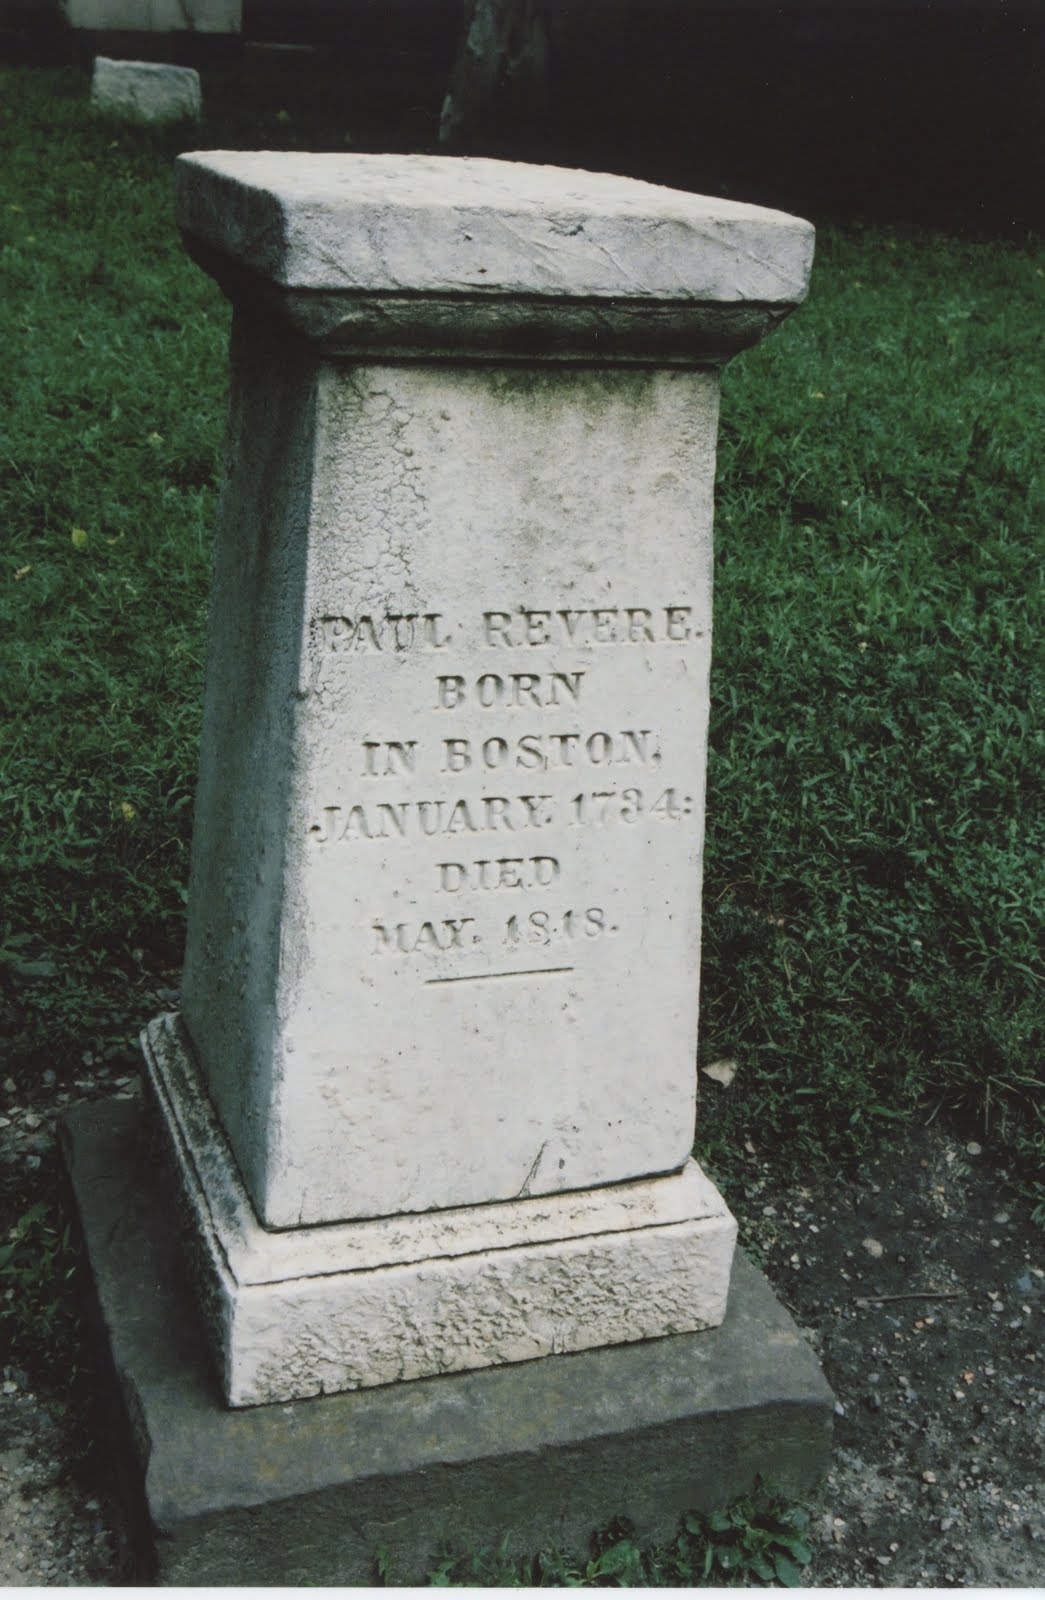 PAUL REVERE.
BORN
IN BOSTON,
JANUARY. 1734:
DIED
MAY. 1818.